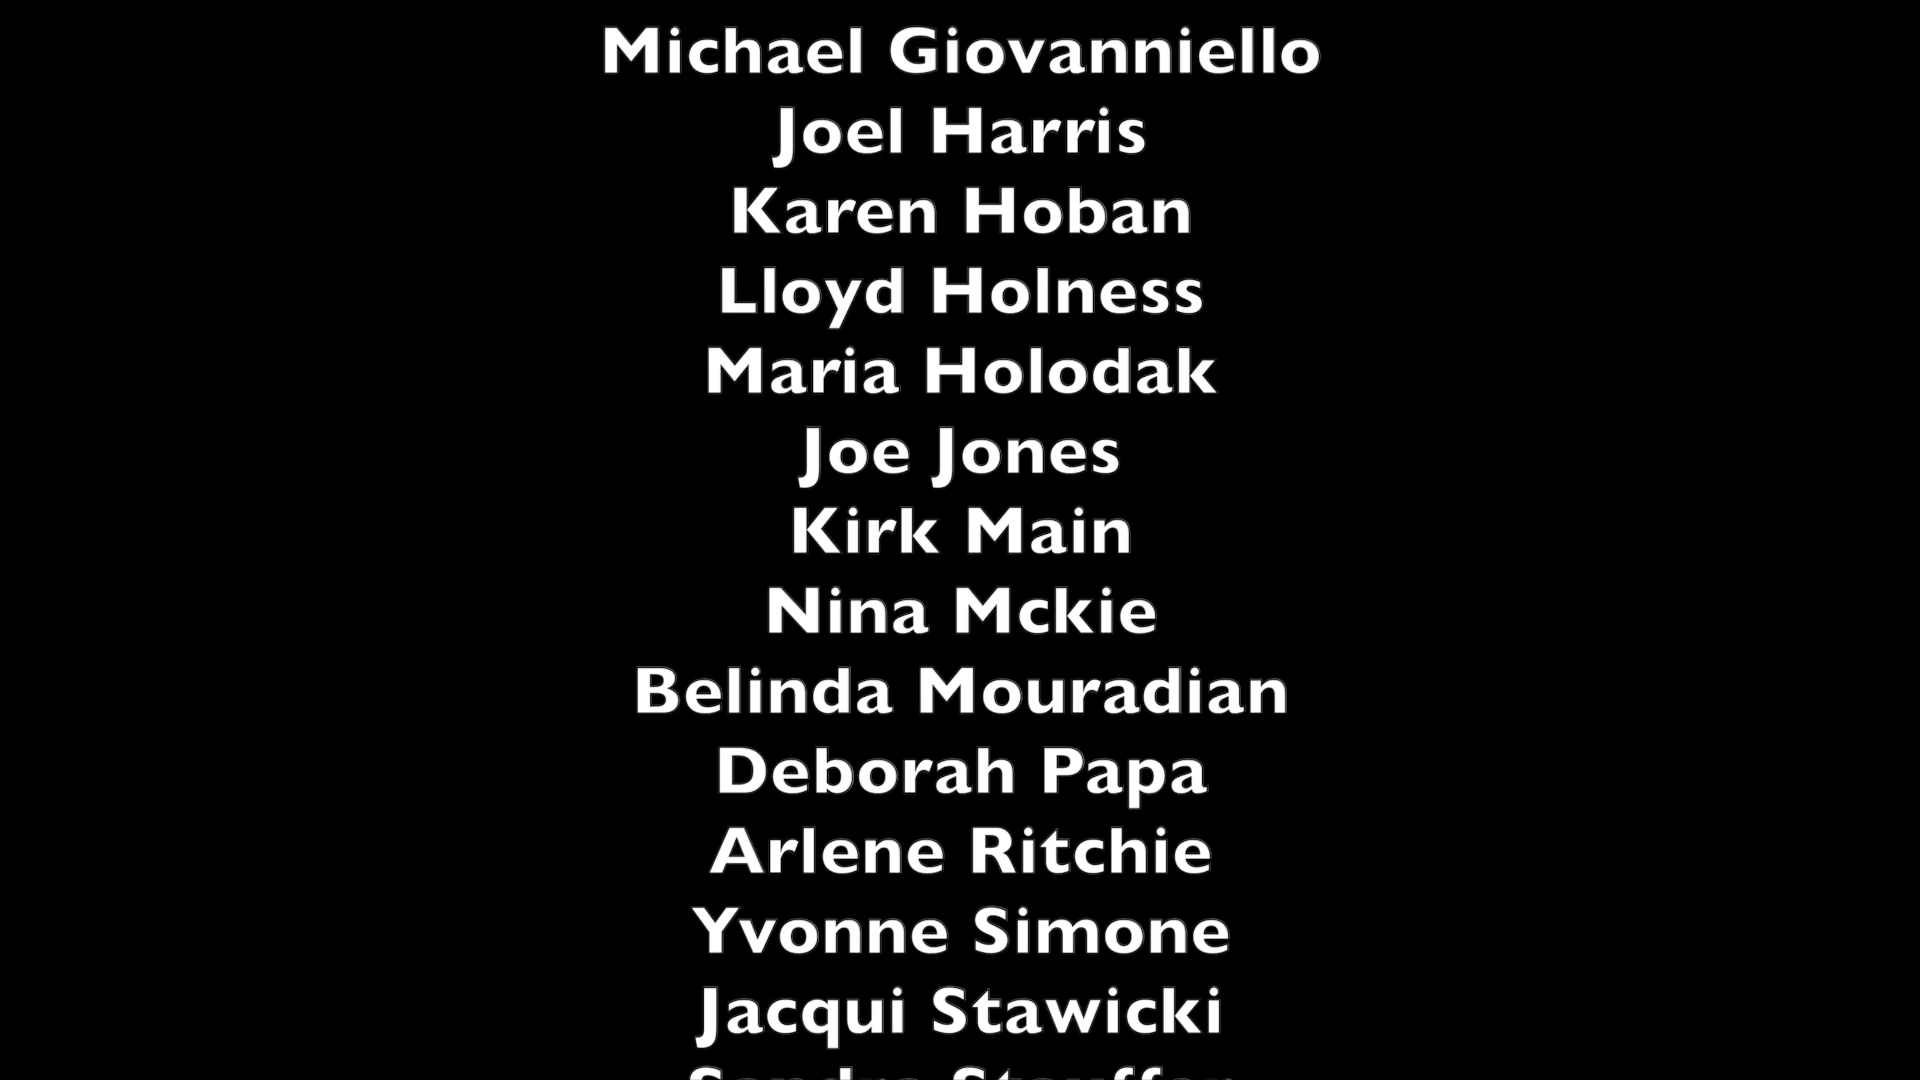 Michael Giovanniello
Joel Harris
Karen Hoban
Lloyd Holness
Maria Holodak
Joe Jones
Kirk Main
Nina Mckie
Belinda Mouradian
Deborah Papa
Arlene Ritchie
Yvonne Simone
Jacqui Stawicki